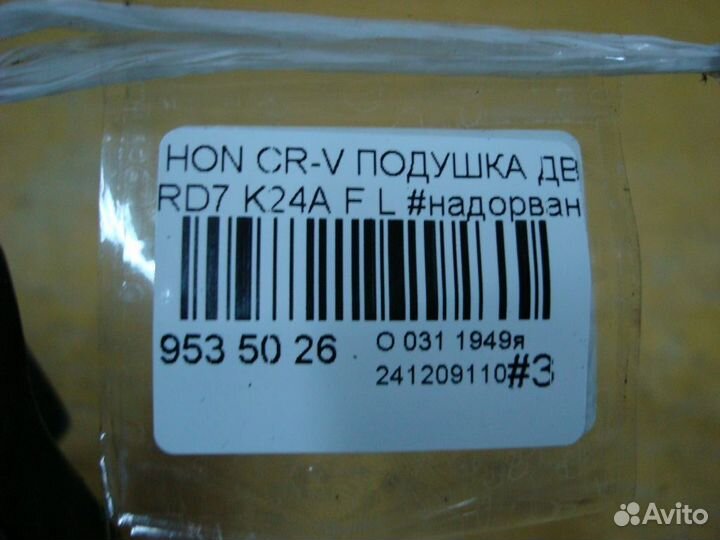 HON CR-V ПОДУШКА ДВ
RD7 K24A F L #надорван
953 50 26
О 031 1949я
241209110#3
Avito